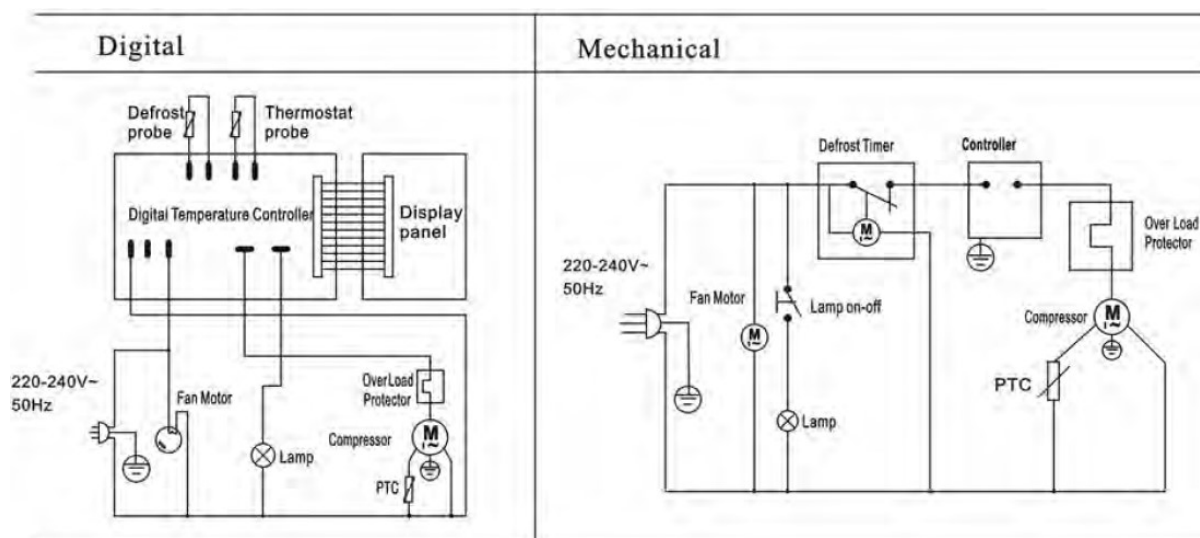 Digital
Defrost
probe
Thermostat
probe
Digital Temperature Controller
Display
panel
220-240V~
50Hz
Fan Motor
Lamp
Over Load
Protector
Compressor
M
~
PTC
Mechanical
Defrost Timer
Controller
M
~
Over Load
Protector
220-240V~
50Hz
Fan Motor
M
~
Lamp on-off
Compressor
M
~
PTC
Lamp